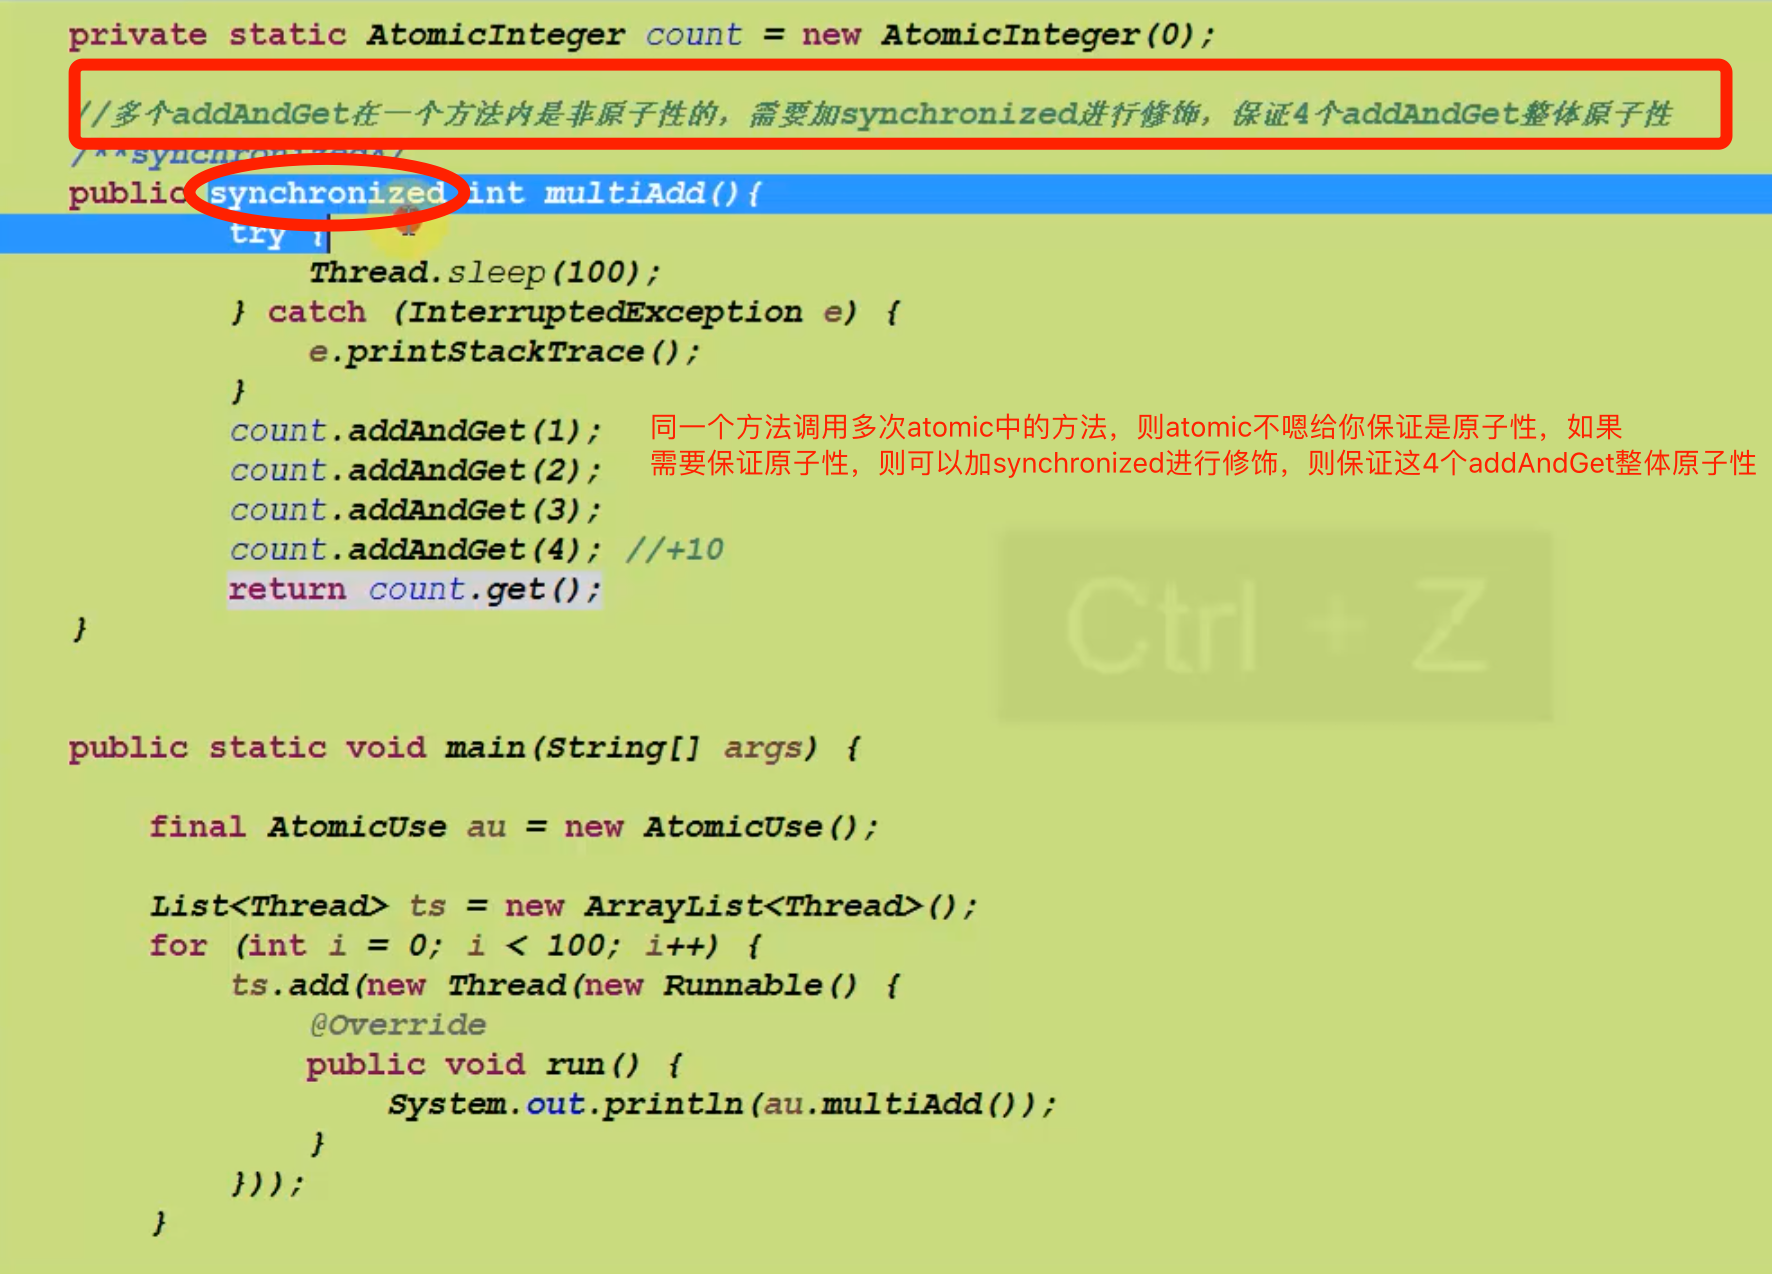 private static AtomicInteger count = new AtomicInteger(0);
//多个addAndGet在一个方法内是非原子性的，需要加synchronized进行修饰，保证4个addAndGet整体原子性
/**synchronized*/
public synchronized int multiAdd(){
try {
Thread.sleep(100);
} catch (InterruptedException e) {
e.printStackTrace();
}
count.addAndGet(1);
同一个方法调用多次atomic中的方法，则atomic不嗯给你保证是原子性，如果
需要保证原子性，则可以加synchronized进行修饰，则保证这4个addAndGet整体原子性
count.addAndGet(2);
count.addAndGet(3);
count.addAndGet(4); //+10
return count.get();
}
Ctrl + Z
public static void main(String[] args) {
final AtomicUse au = new AtomicUse();
List<Thread> ts = new ArrayList<Thread>();
for (int i = 0; i < 100; i++) {
ts.add(new Thread(new Runnable() {
@Override
public void run() {
System.out.println(au.multiAdd());
}
}));
}